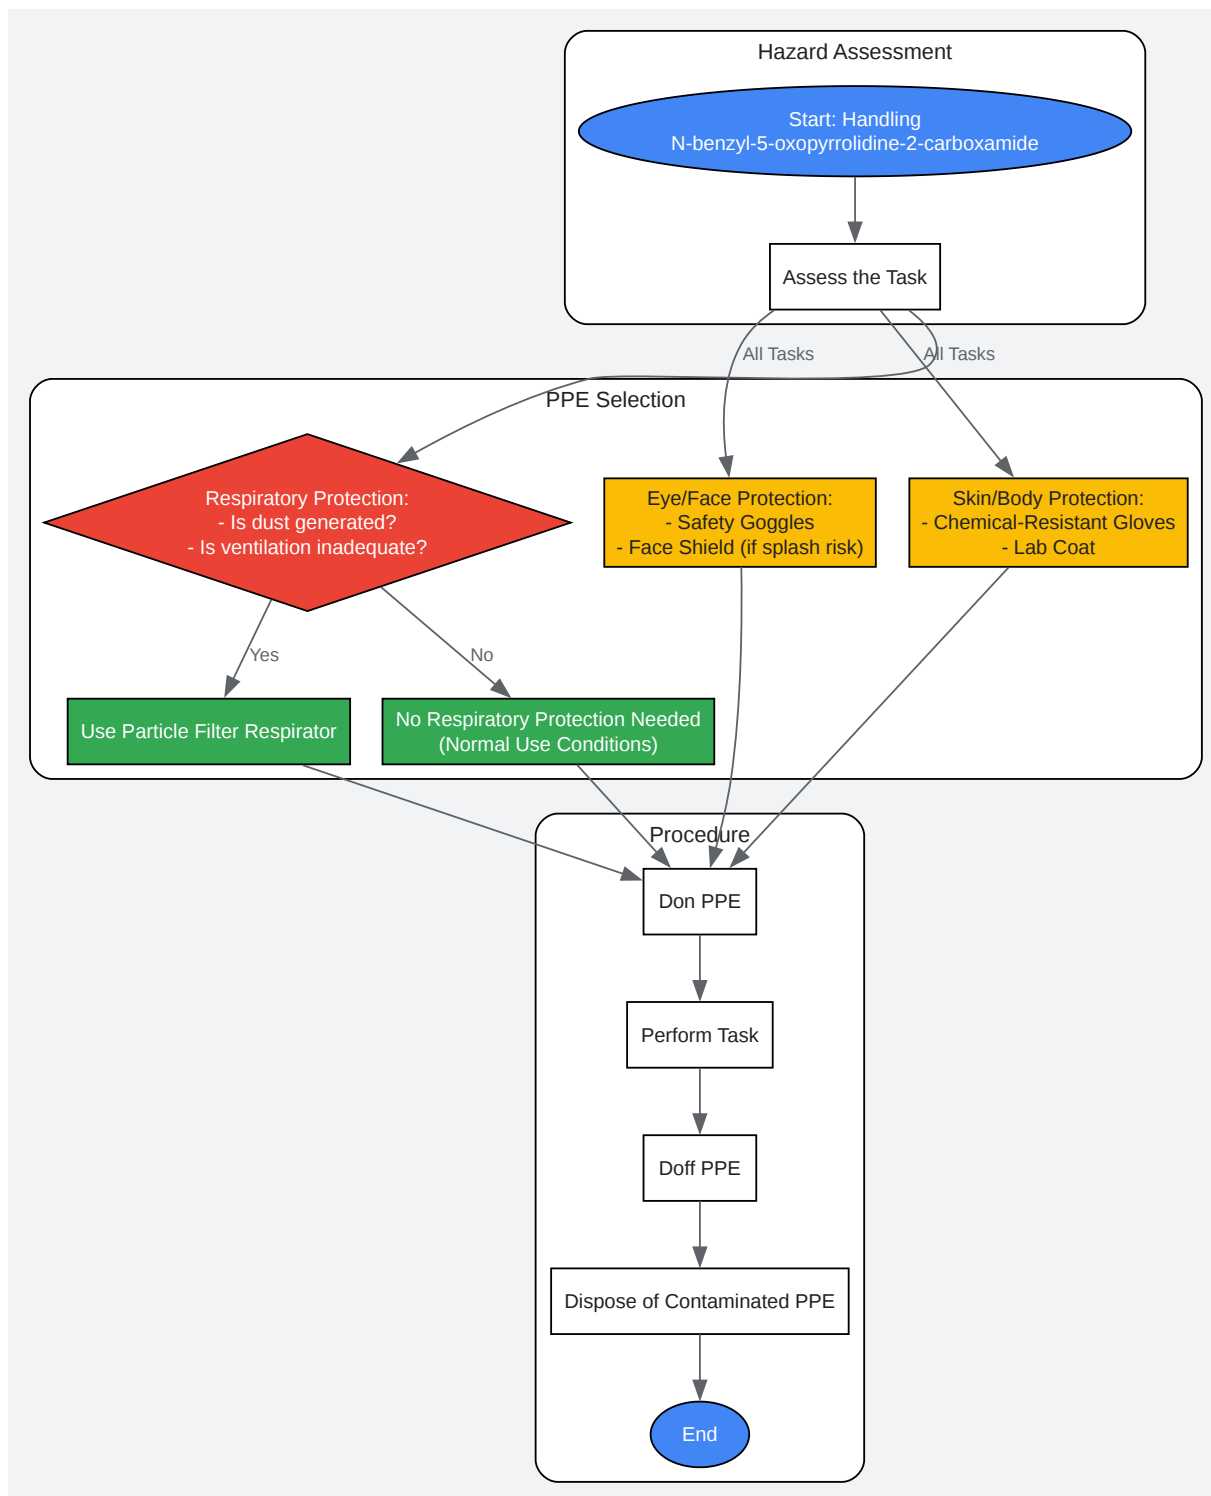 Hazard Assessment
Start: Handling
N-benzyl-5-oxopyrrolidine-2-carboxamide
Assess the Task
All Tasks
All Tasks
PPE Selection
Respiratory Protection:
- Is dust generated?
- Is ventilation inadequate?
Eye/Face Protection:
- Safety Goggles
- Face Shield (if splash risk)
Skin/Body Protection:
- Chemical-Resistant Gloves
- Lab Coat
Yes
No
Use Particle Filter Respirator
No Respiratory Protection Needed
(Normal Use Conditions)
Procedure
Don PPE
Perform Task
Doff PPE
Dispose of Contaminated PPE
End